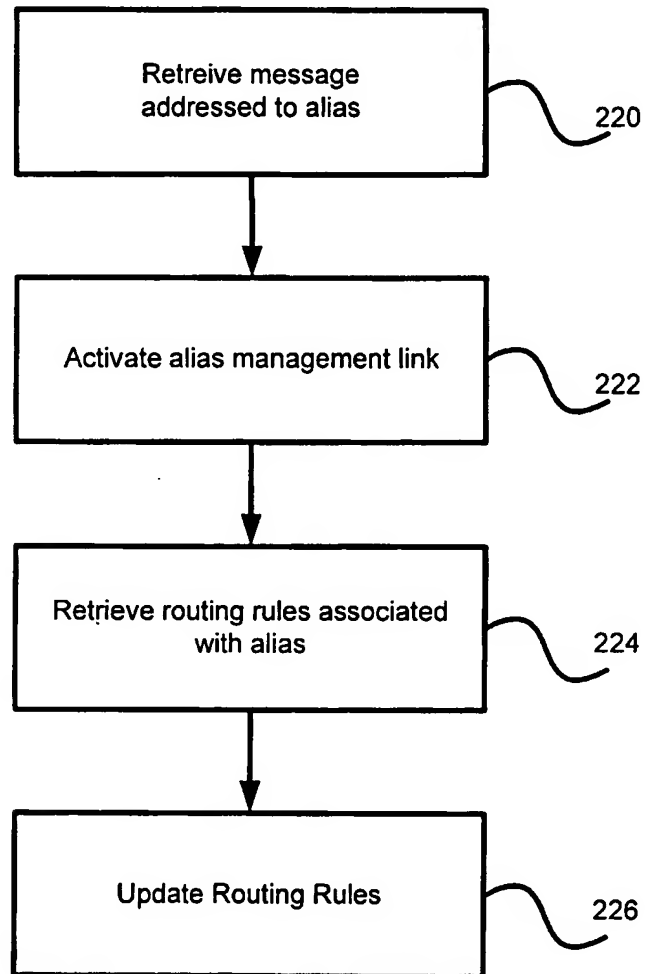 Retreive message
addressed to alias
220
Activate alias management link
222
Retrieve routing rules associated
with alias
224
Update Routing Rules
226